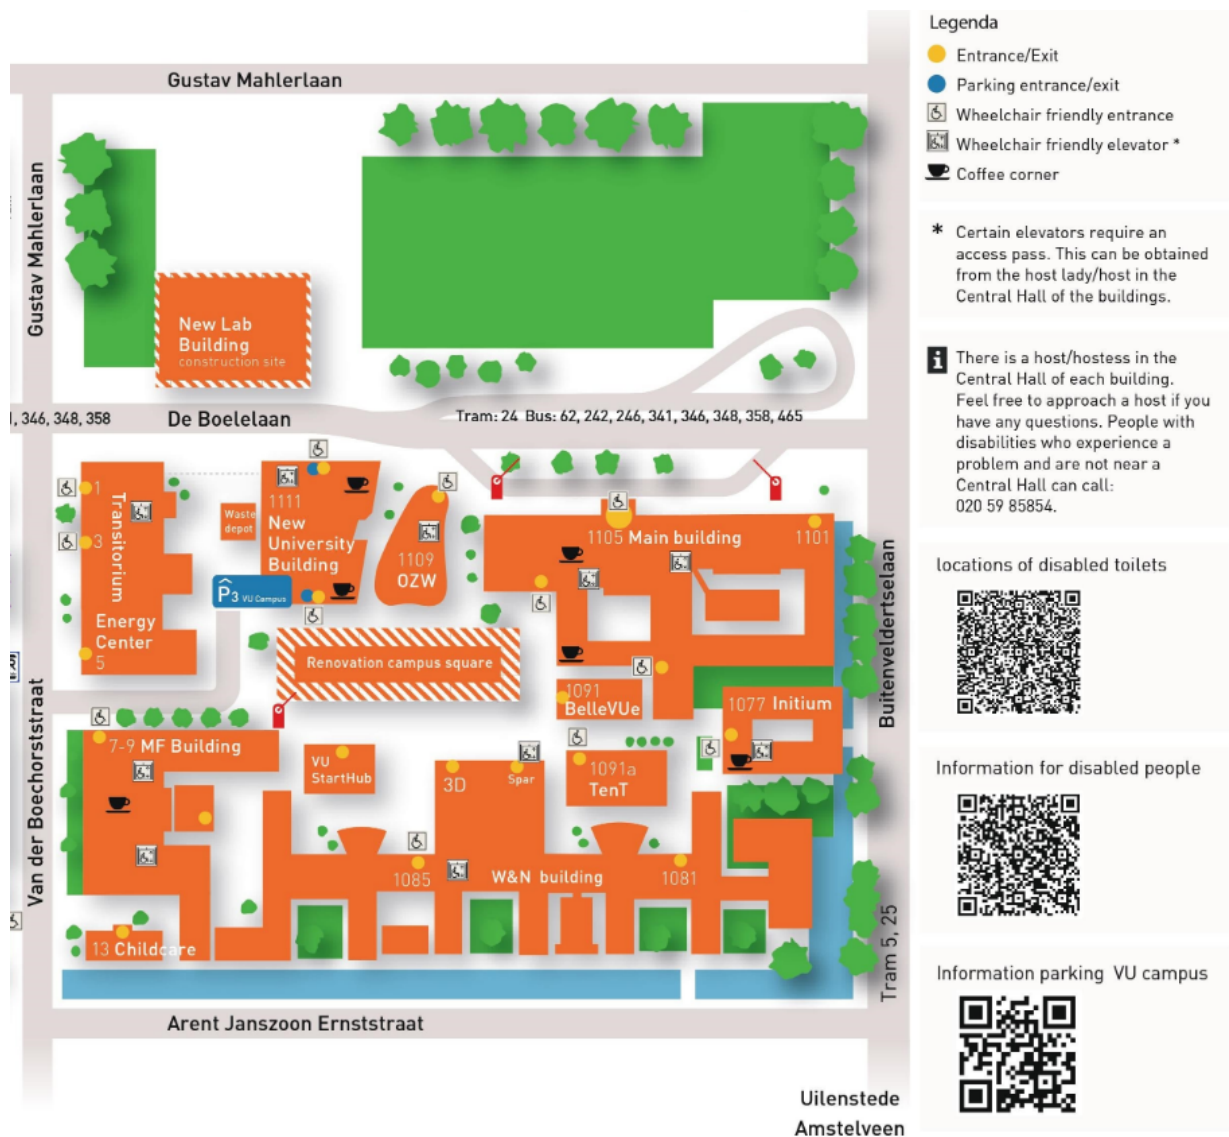 Legenda
Entrance/Exit
Parking entrance/exit
Wheelchair friendly entrance
Wheelchair friendly elevator *
Coffee corner
* Certain elevators require an
access pass. This can be obtained
from the host lady/host in the
Central Hall of the buildings.
i There is a host/hostess in the
Central Hall of each building.
Feel free to approach a host if you
have any questions. People with
disabilities who experience a
problem and are not near a
Central Hall can call:
020 59 85854.
locations of disabled toilets
Information for disabled people
Information parking VU campus
Gustav Mahlerlaan
Gustav Mahlerlaan
New Lab
Building
construction site
, 346, 348, 358
De Boelelaan
Tram: 24 Bus: 62, 242, 246, 341, 346, 348, 358, 465
1
Transitorium
3
Energy
Center
5
Waste
depot
1111
New
University
Building
P3 VU Campus
1109
OZW
1105 Main building
1101
Renovation campus square
1091
BelleVUe
1077 Initium
Buitenveldertselaan
Van der Boechorststraat
7-9 MF Building
VU
StartHub
3D
Spar
1091a
TenT
1085
W&N building
1081
13 Childcare
Tram 5, 25
Arent Janszoon Ernststraat
Uilenstede
Amstelveen